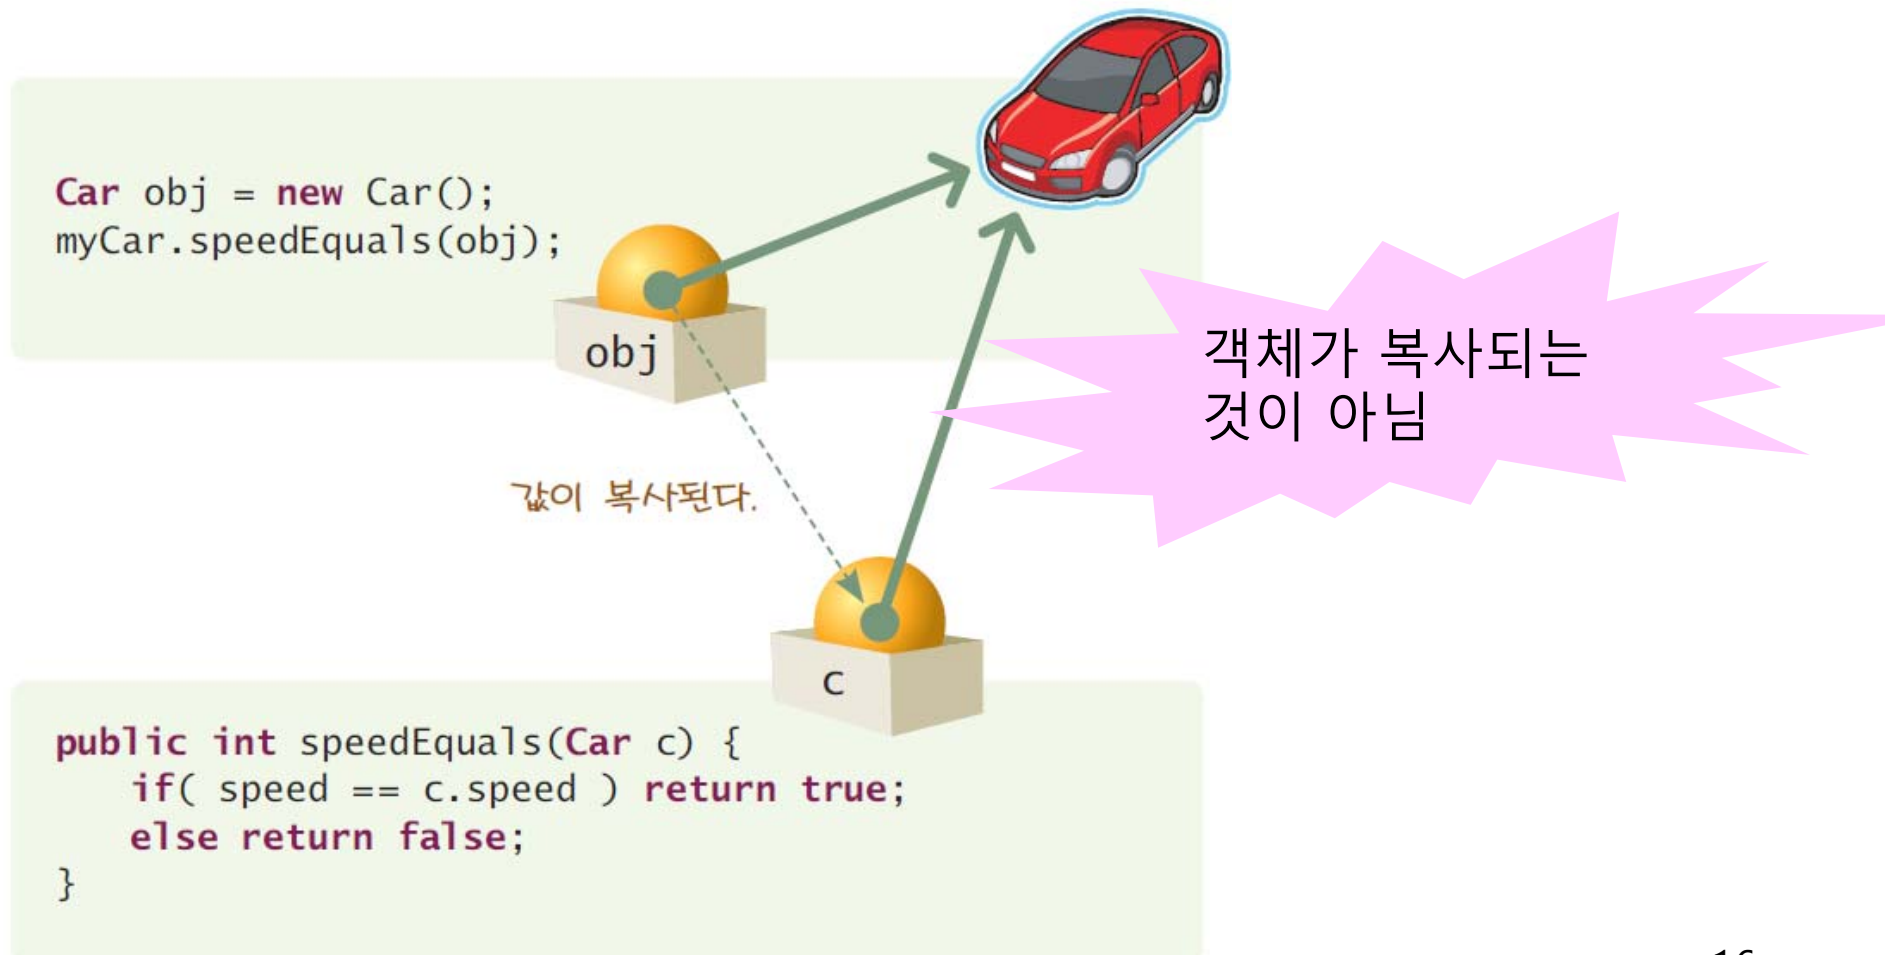 Car obj = new Car();
myCar.speedEquals(obj);
obj
객체가 복사되는
것이 아님
값이 복사된다.
c
public int speedEquals(Car c) {
if( speed == c.speed ) return true;
else return false;
}